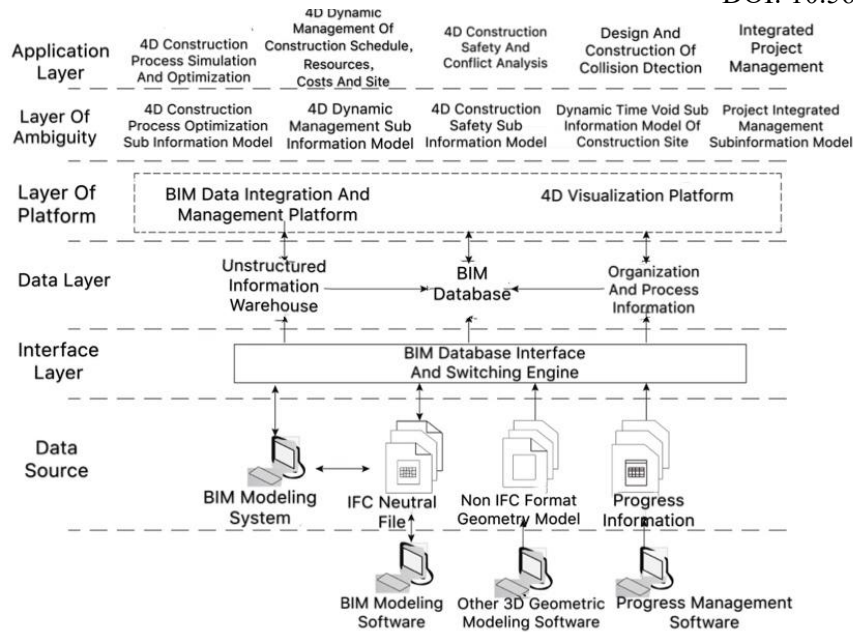 DOI: 10.56
Application
Layer
4D Construction
Process Simulation
And Optimization
4D Dynamic
Management Of
Construction Schedule,
Resources,
Costs And Site
4D Construction
Safety And
Conflict Analysis
Design And
Construction Of
Collision Dtection
Integrated
Project
Management
Layer Of
Ambiguity
4D Construction
Process Optimization
Sub Information Model
4D Dynamic
Management Sub
Information Model
4D Construction
Safety Sub
Information Model
Dynamic Time Void Sub
Information Model Of
Construction Site
Project Integrated
Management
Subinformation Model
Layer Of
Platform
BIM Data Integration And
Management Platform
4D Visualization Platform
Data Layer
Unstructured
Information
Warehouse
BIM
Database
Organization
And Process
Information
Interface
Layer
BIM Database Interface
And Switching Engine
Data
Source
BIM Modeling
System
IFC Neutral
File
Non IFC Format
Geometry Model
Progress
Information
BIM Modeling
Software
Other 3D Geometric
Modeling Software
Progress Management
Software